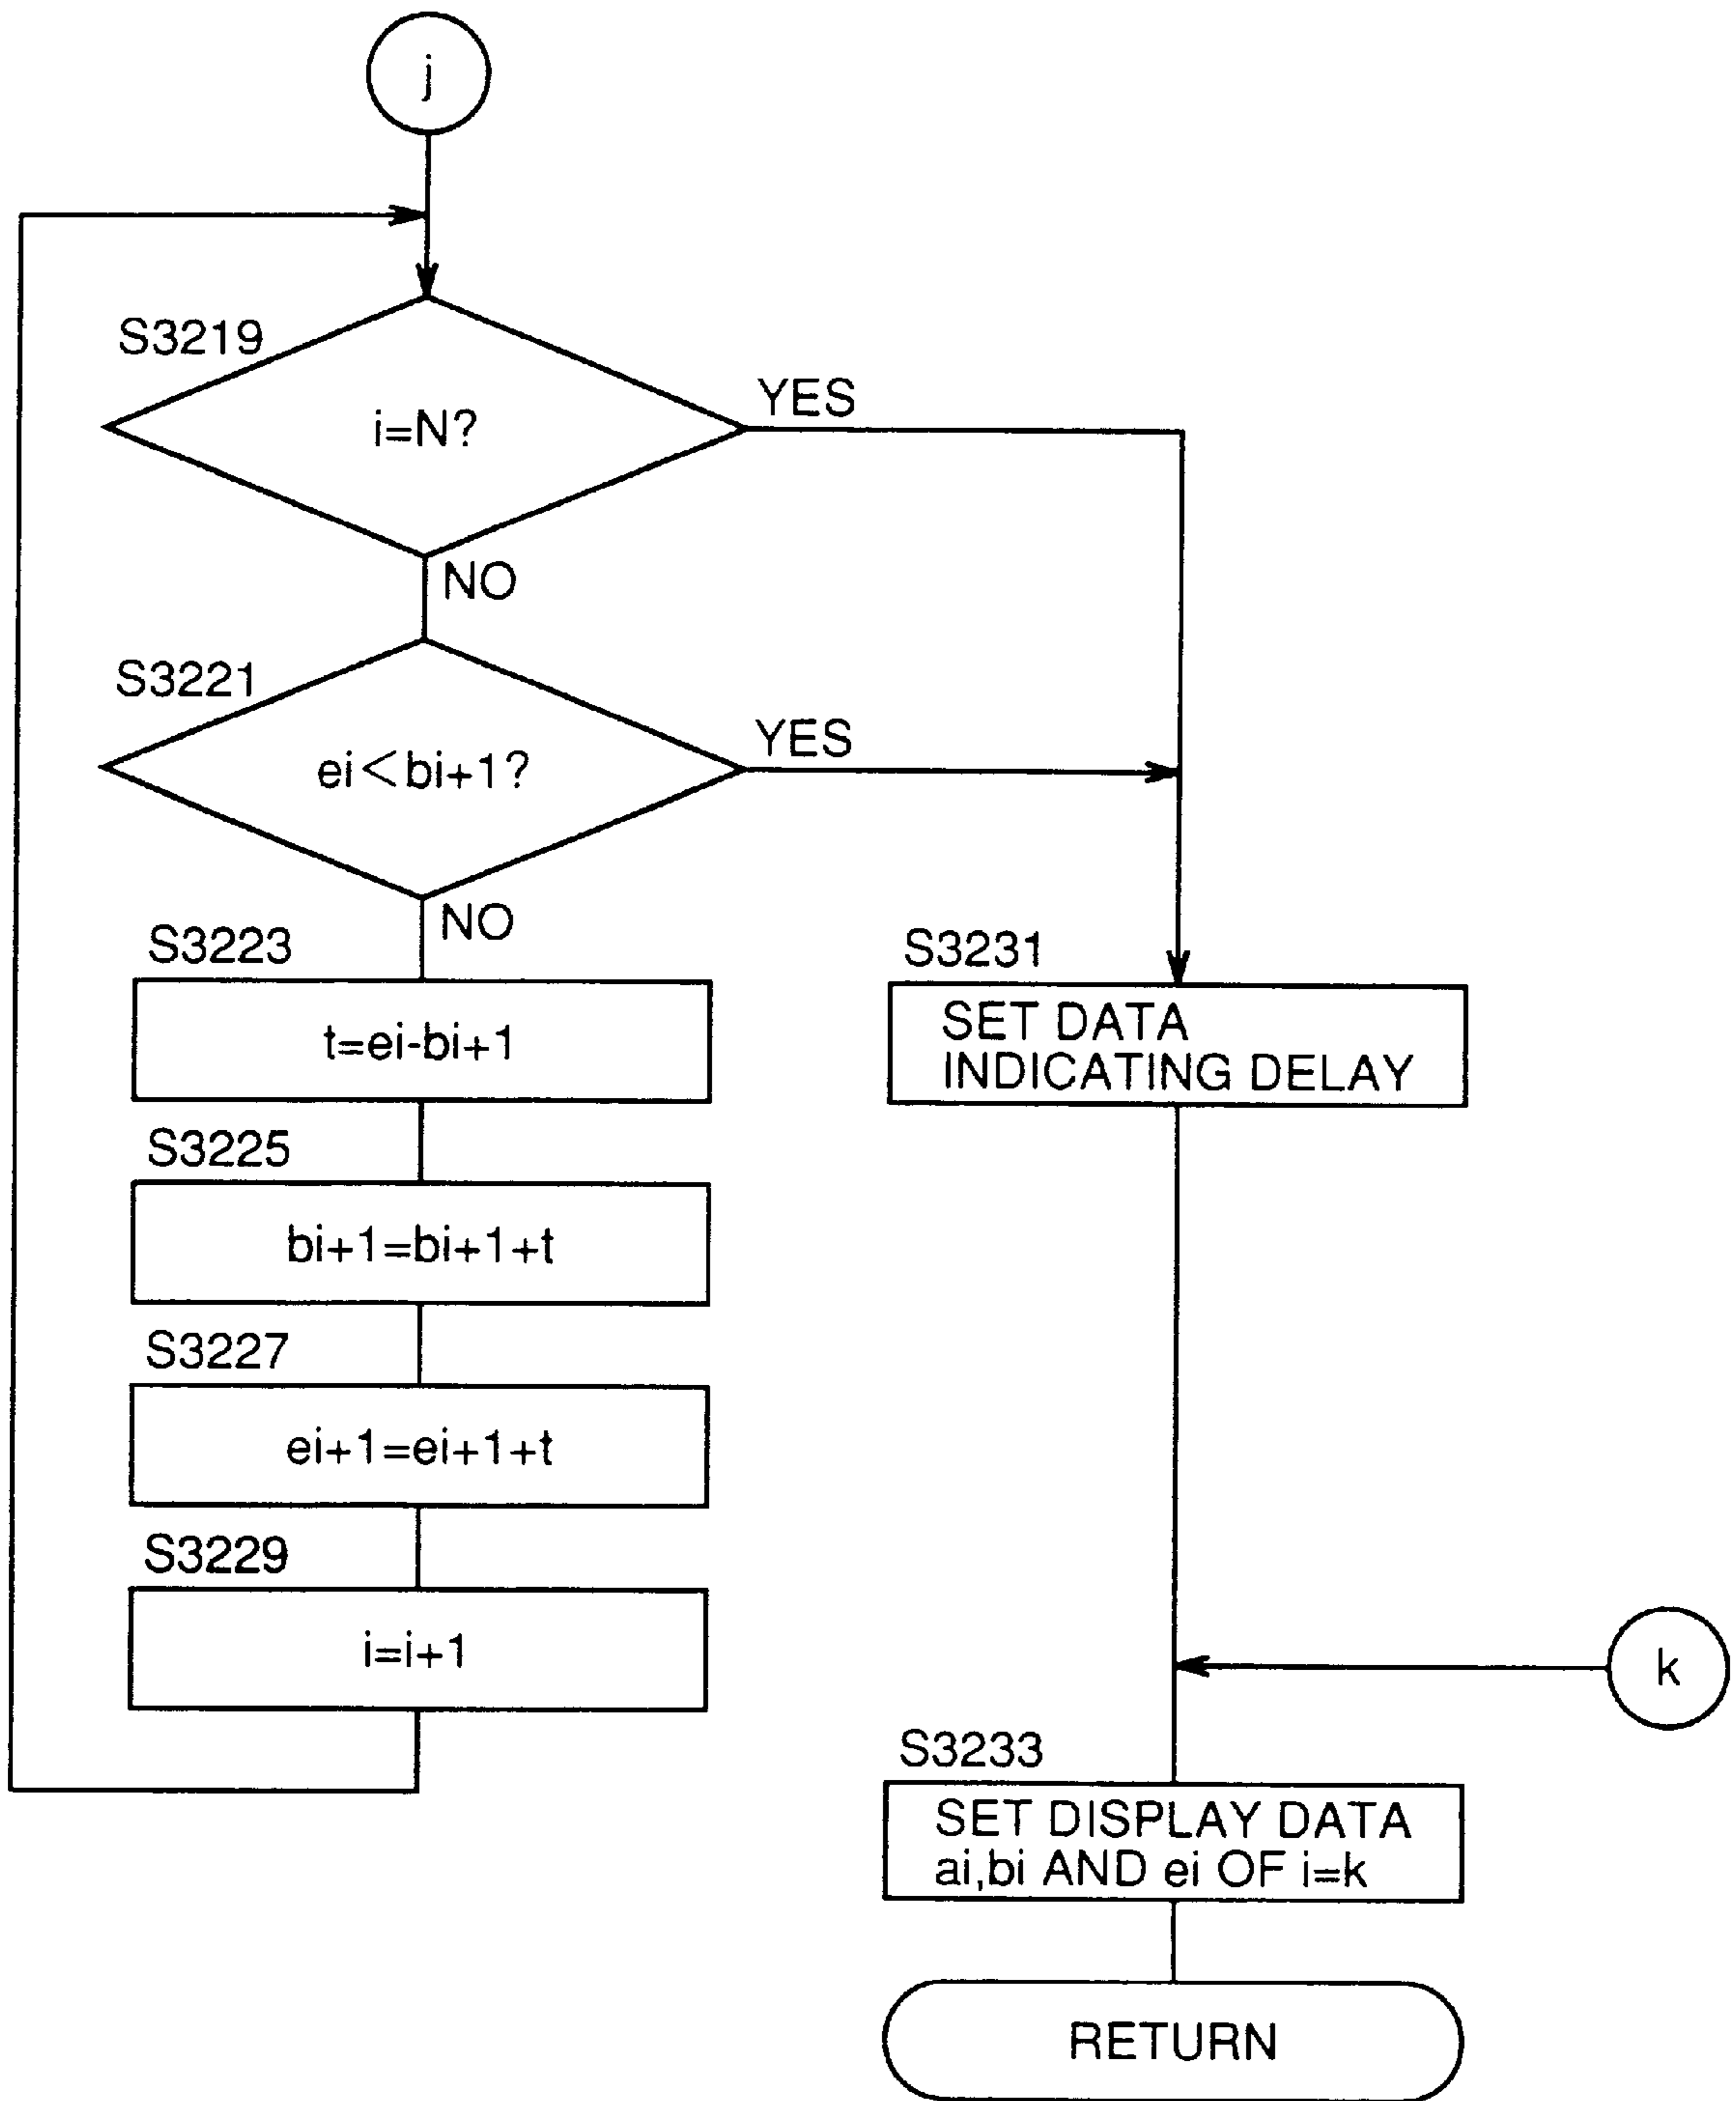 j
S3219
i=N?
YES
NO
S3221
ei<bi+1?
YES
NO
S3223
t=ei-bi+1
S3225
bi+1=bi+1+t
S3227
ei+1=ei+1+t
S3229
i=i+1
S3231
SET DATA
INDICATING DELAY
k
S3233
SET DISPLAY DATA
ai,bi AND ei OF i=k
RETURN